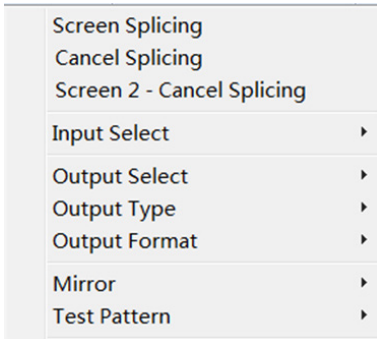 Screen Splicing
Cancel Splicing
Screen 2 - Cancel Splicing
Input Select
Output Select
Output Type
Output Format
Mirror
Test Pattern